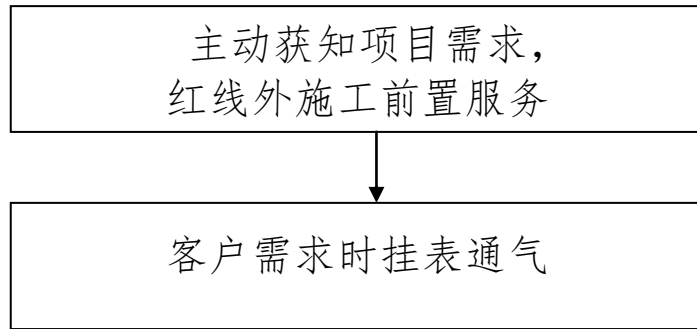 主动获知项目需求，
红线外施工前置服务
客户需求时挂表通气